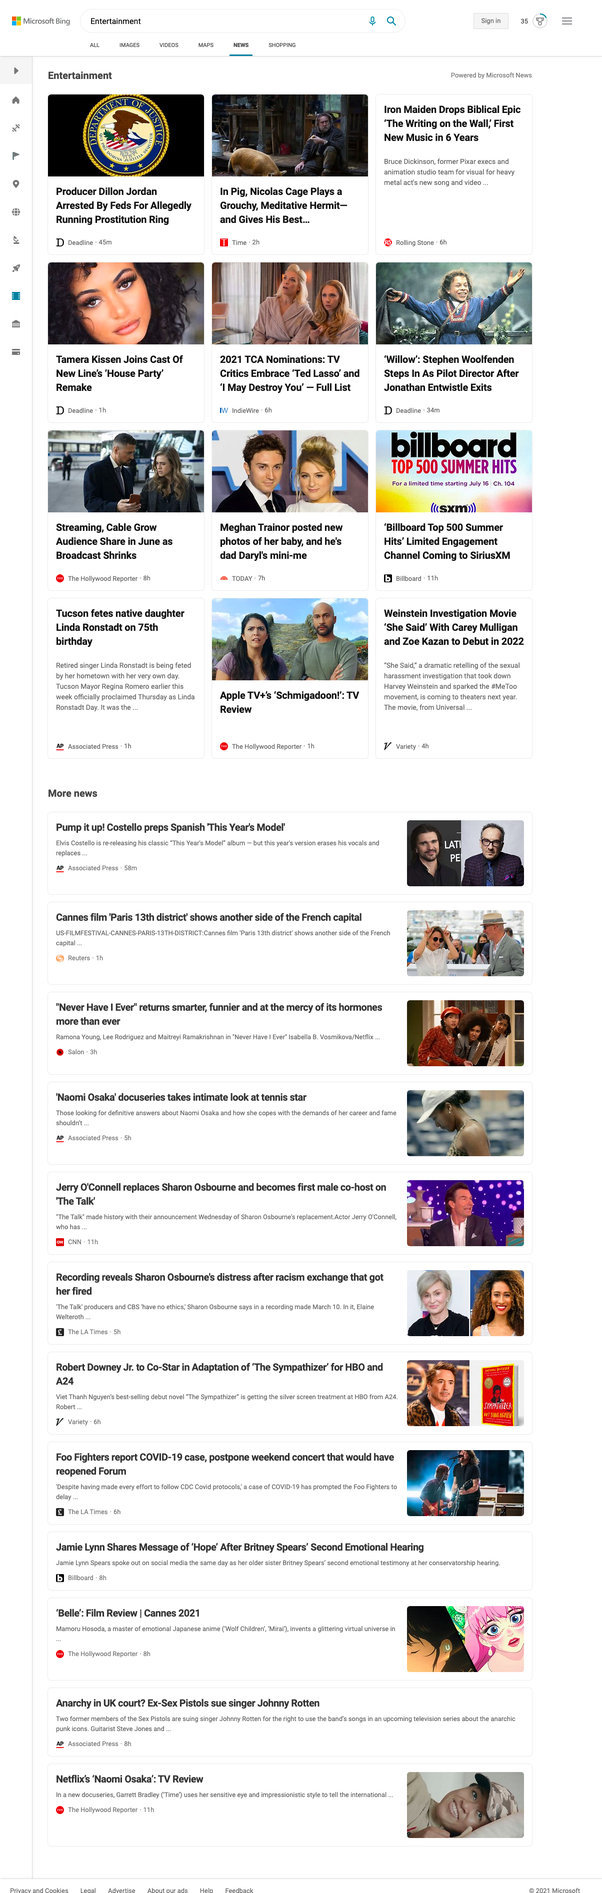 Microsoft Bing
Entertainment
Sign in
35
ALL IMAGES VIDEOS MAPS NEWS SHOPPING
Entertainment
Powered by Microsoft News
DEPARTMENT OF JUSTICE
Producer Dillon Jordan
Arrested By Feds For Allegedly
Running Prostitution Ring
Deadline · 45m
In Pig, Nicolas Cage Plays a
Grouchy, Meditative Hermit—
and Gives His Best...
Time · 2h
Iron Maiden Drops Biblical Epic
‘The Writing on the Wall,’ First
New Music in 6 Years
Bruce Dickinson, former Pixar execs and
animation studio team for visual for heavy
metal act's new song and video ...
Rolling Stone · 6h
Tamera Kissen Joins Cast Of
New Line’s ‘House Party’
Remake
Deadline · 1h
2021 TCA Nominations: TV
Critics Embrace ‘Ted Lasso’ and
‘I May Destroy You’ — Full List
IndieWire · 6h
‘Willow’: Stephen Woolfenden
Steps In As Pilot Director After
Jonathan Entwistle Exits
Deadline · 34m
Streaming, Cable Grow
Audience Share in June as
Broadcast Shrinks
The Hollywood Reporter · 8h
Meghan Trainor posted new
photos of her baby, and he's
dad Daryl's mini-me
TODAY · 7h
billboard
TOP 500 SUMMER HITS
For a limited time starting July 16 Ch. 104
((sxm))
‘Billboard Top 500 Summer
Hits’ Limited Engagement
Channel Coming to SiriusXM
Billboard · 11h
Tucson fetes native daughter
Linda Ronstadt on 75th
birthday
Retired singer Linda Ronstadt is being feted
by her hometown with her very own day.
Tucson Mayor Regina Romero earlier this
week officially proclaimed Thursday as Linda
Ronstadt Day. It was the ...
AP Associated Press · 1h
Apple TV+’s ‘Schmigadoon!’: TV
Review
The Hollywood Reporter · 1h
Weinstein Investigation Movie
‘She Said’ With Carey Mulligan
and Zoe Kazan to Debut in 2022
“She Said,” a dramatic retelling of the sexual
harassment investigation that took down
Harvey Weinstein and sparked the #MeToo
movement, is coming to theaters next year.
The movie, from Universal ...
Variety · 4h
More news
Pump it up! Costello preps Spanish 'This Year's Model'
Elvis Costello is re-releasing his classic “This Year's Model” album — but this year's version erases his vocals and
replaces ...
AP Associated Press · 58m
Cannes film 'Paris 13th district' shows another side of the French capital
US-FILMFESTIVAL-CANNES-PARIS-13TH-DISTRICT:Cannes film 'Paris 13th district' shows another side of the French
capital ...
Reuters · 1h
"Never Have I Ever" returns smarter, funnier and at the mercy of its hormones
more than ever
Ramona Young, Lee Rodriguez and Maitreyi Ramakrishnan in "Never Have I Ever" Isabella B. Vosmikova/Netflix ...
Salon · 3h
'Naomi Osaka' docuseries takes intimate look at tennis star
Those looking for definitive answers about Naomi Osaka and how she copes with the demands of her career and fame
shouldn't ...
AP Associated Press · 5h
Jerry O'Connell replaces Sharon Osbourne and becomes first male co-host on
'The Talk'
"The Talk" made history with their announcement Wednesday of Sharon Osbourne's replacement.Actor Jerry O'Connell,
who has ...
CNN · 11h
Recording reveals Sharon Osbourne's distress after racism exchange that got
her fired
'The Talk' producers and CBS 'have no ethics,' Sharon Osbourne says in a recording made March 10. In it, Elaine
Welteroth ...
The LA Times · 5h
Robert Downey Jr. to Co-Star in Adaptation of ‘The Sympathizer’ for HBO and
A24
Viet Thanh Nguyen's best-selling debut novel “The Sympathizer” is getting the silver screen treatment at HBO from A24.
Robert ...
Variety · 6h
Foo Fighters report COVID-19 case, postpone weekend concert that would have
reopened Forum
'Despite having made every effort to follow CDC Covid protocols,' a case of COVID-19 has prompted the Foo Fighters to
delay ...
The LA Times · 6h
Jamie Lynn Shares Message of ‘Hope’ After Britney Spears’ Second Emotional Hearing
Jamie Lynn Spears spoke out on social media the same day as her older sister Britney Spears’ second emotional testimony at her conservatorship hearing.
Billboard · 8h
‘Belle’: Film Review | Cannes 2021
Mamoru Hosoda, a master of emotional Japanese anime ('Wolf Children', 'Mirai'), invents a glittering virtual universe in
...
The Hollywood Reporter · 8h
Anarchy in UK court? Ex-Sex Pistols sue singer Johnny Rotten
Two former members of the Sex Pistols are suing singer Johnny Rotten for the right to use the band's songs in an upcoming television series about the anarchic
punk icons. Guitarist Steve Jones and ...
AP Associated Press · 8h
Netflix’s ‘Naomi Osaka’: TV Review
In a new docuseries, Garrett Bradley ('Time') uses her sensitive eye and impressionistic style to tell the international ...
The Hollywood Reporter · 11h
Privacy and Cookies Legal Advertise About our ads Help Feedback
© 2021 Microsoft